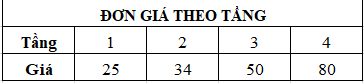 ĐƠN GIÁ THEO TẦNG
Tầng 1 2 3 4
Giá 25 34 50 80